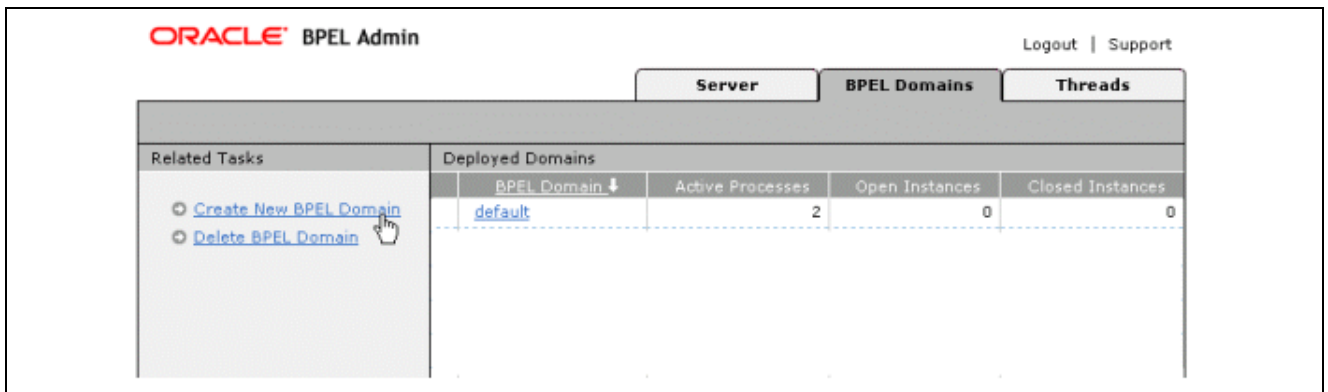 ORACLE BPEL Admin
Logout | Support
Server BPEL Domains Threads
Related Tasks Deployed Domains
BPEL Domain Active Processes Open Instances Closed Instances
Create New BPEL Domain default 2 0 0
Delete BPEL Domain